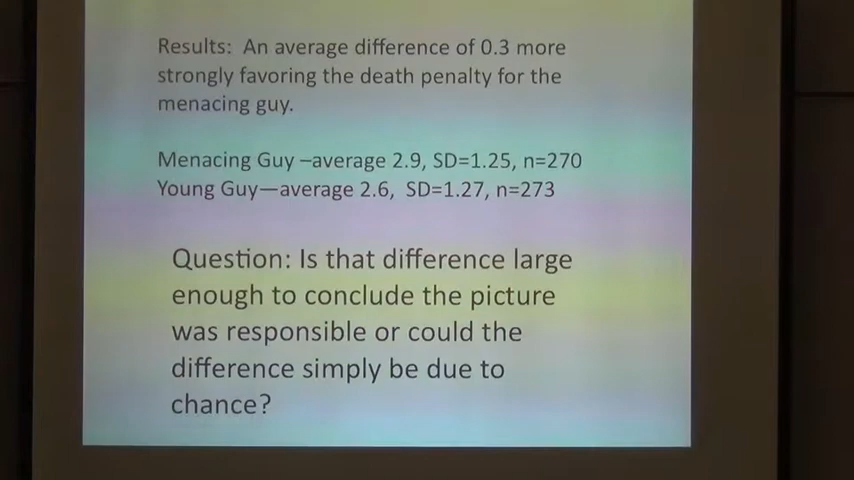 Results: An average difference of 0.3 more
strongly favoring the death penalty for the
menacing guy.
Menacing Guy –average 2.9, SD=1.25, n=270
Young Guy—average 2.6, SD=1.27, n=273
Question: Is that difference large
enough to conclude the picture
was responsible or could the
difference simply be due to
chance?